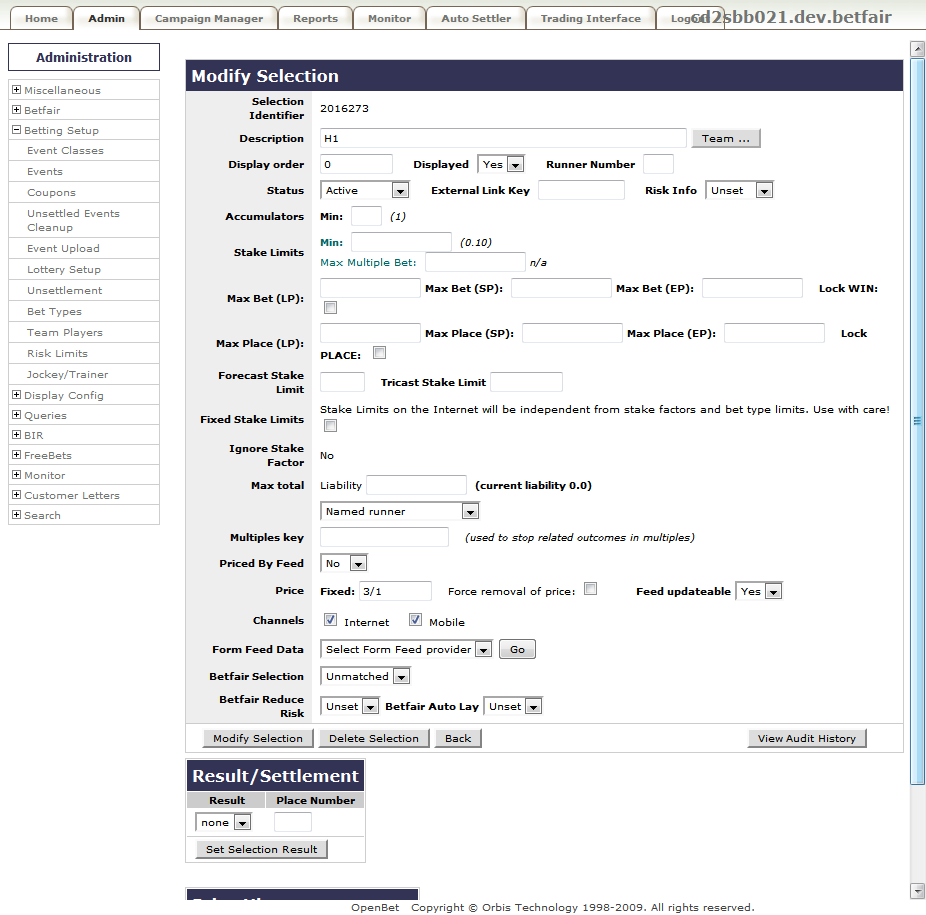 Home Admin Campaign Manager Reports Monitor Auto Settler Trading Interface cd2sbb021.dev.betfair
Administration
Miscellaneous
Betfair
Betting Setup
Event Classes
Events
Coupons
Unsettled Events
Cleanup
Event Upload
Lottery Setup
Unsettlement
Bet Types
Team Players
Risk Limits
Jockey/Trainer
Display Config
Queries
BIR
FreeBets
Monitor
Customer Letters
Search
Modify Selection
Selection
Identifier 2016273
Description H1 Team ...
Display order 0 Displayed Yes Runner Number
Status Active External Link Key Risk Info Unset
Accumulators Min: (1)
Stake Limits Min: (0.10)
Max Multiple Bet: n/a
Max Bet (LP): Max Bet (SP): Max Bet (EP): Lock WIN:
Max Place (LP): Max Place (SP): Max Place (EP): Lock
PLACE:
Forecast Stake
Limit Tricast Stake Limit
Fixed Stake Limits Stake Limits on the Internet will be independent from stake factors and bet type limits. Use with care!
Ignore Stake
Factor No
Max total Liability (current liability 0.0)
Named runner
Multiples key (used to stop related outcomes in multiples)
Priced By Feed No
Price Fixed: 3/1 Force removal of price: Feed updateable Yes
Channels Internet Mobile
Form Feed Data Select Form Feed provider Go
Betfair Selection Unmatched
Betfair Reduce
Risk Unset Betfair Auto Lay Unset
Modify Selection Delete Selection Back View Audit History
Result/Settlement
Result Place Number
none
Set Selection Result
OpenBet Copyright © Orbis Technology 1998-2009. All rights reserved.